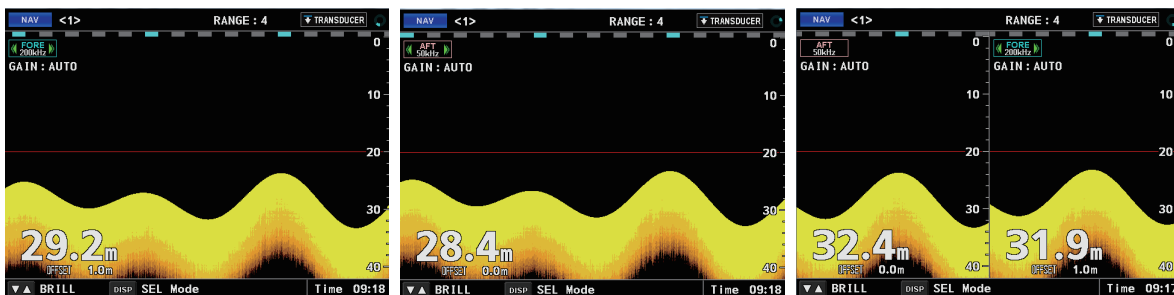 NAV <1> RANGE : 4 TRANSDUCER
FORE
200kHz
GAIN : AUTO
0
10
20
30
40
29.2m
OFFSET 1.0m
▼▲ BRILL DISP SEL Mode Time 09:18
NAV <1> RANGE : 4 TRANSDUCER
AFT
50kHz
GAIN : AUTO
0
10
20
30
40
28.4m
OFFSET 0.0m
▼▲ BRILL DISP SEL Mode Time 09:18
NAV <1> RANGE : 4 TRANSDUCER
AFT
50kHz
GAIN : AUTO
FORE
200kHz
GAIN : AUTO
0
10
20
30
40
32.4m
OFFSET 0.0m
31.9m
OFFSET 1.0m
▼▲ BRILL DISP SEL Mode Time 09:17